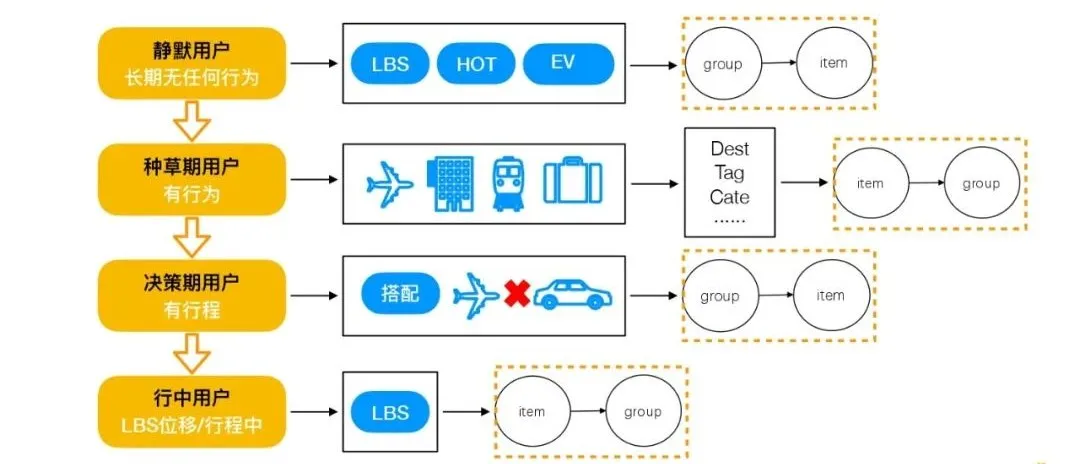 静默用户
长期无任何行为
LBS
HOT
EV
group
item
种草期用户
有行为
Dest
Tag
Cate
......
item
group
决策期用户
有行程
搭配
group
item
行中用户
LBS位移/行程中
LBS
item
group